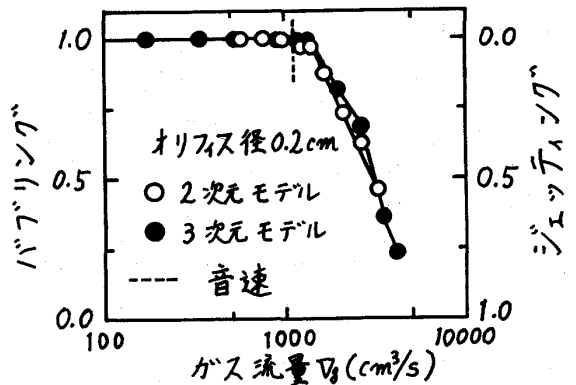 1.0
0.5
0.0
バブリング
0.0
0.5
1.0
ジェッティング
オリフィス径0.2cm
○ 2次元モデル
● 3次元モデル
---- 音速
100
1000
10000
ガス流量 Vg (cm³/s)